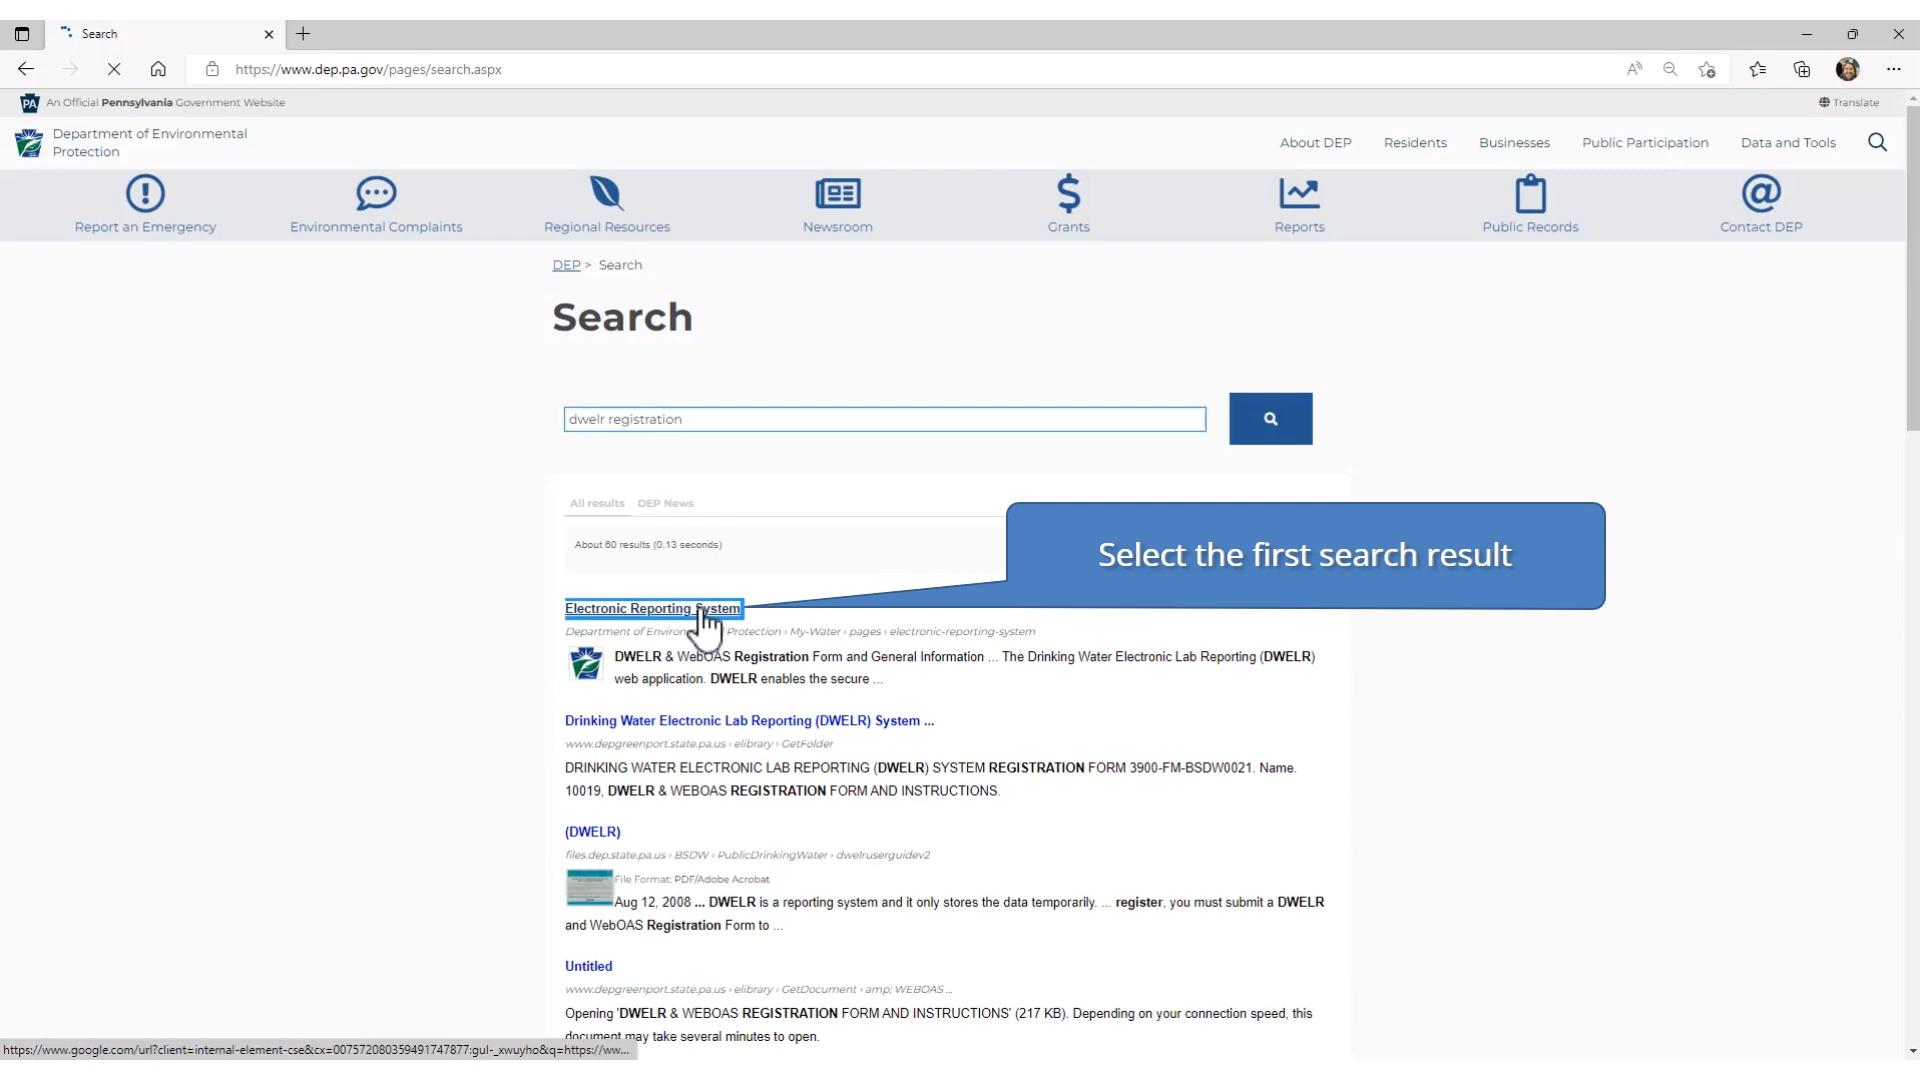 Search
https://www.dep.pa.gov/pages/search.aspx
PA An Official Pennsylvania Government Website
Translate
Department of Environmental
Protection
About DEP Residents Businesses Public Participation Data and Tools
Report an Emergency Environmental Complaints Regional Resources Newsroom Grants Reports Public Records Contact DEP
DEP > Search
Search
dwelr registration
All results DEP News
About 60 results (0.13 seconds)
Select the first search result
Electronic Reporting System
Department of Environ Protection › My-Water › pages › electronic-reporting-system
DWELR & WebOAS Registration Form and General Information ... The Drinking Water Electronic Lab Reporting (DWELR)
web application. DWELR enables the secure ...
Drinking Water Electronic Lab Reporting (DWELR) System ...
www.depgreenport.state.pa.us › elibrary › GetFolder
DRINKING WATER ELECTRONIC LAB REPORTING (DWELR) SYSTEM REGISTRATION FORM 3900-FM-BSDW0021. Name.
10019, DWELR & WEBOAS REGISTRATION FORM AND INSTRUCTIONS.
(DWELR)
files.dep.state.pa.us › BSDW › PublicDrinkingWater › dwelruserguidev2
File Format: PDF/Adobe Acrobat
Aug 12, 2008 ... DWELR is a reporting system and it only stores the data temporarily. ... register, you must submit a DWELR
and WebOAS Registration Form to ...
Untitled
www.depgreenport.state.pa.us › elibrary › GetDocument › amp; WEBOAS ...
Opening 'DWELR & WEBOAS REGISTRATION FORM AND INSTRUCTIONS' (217 KB). Depending on your connection speed, this
document may take several minutes to open.
https://www.google.com/url?client=internal-element-cse&cx=007572080359491747877:gul-_xwuyho&q=https://ww...